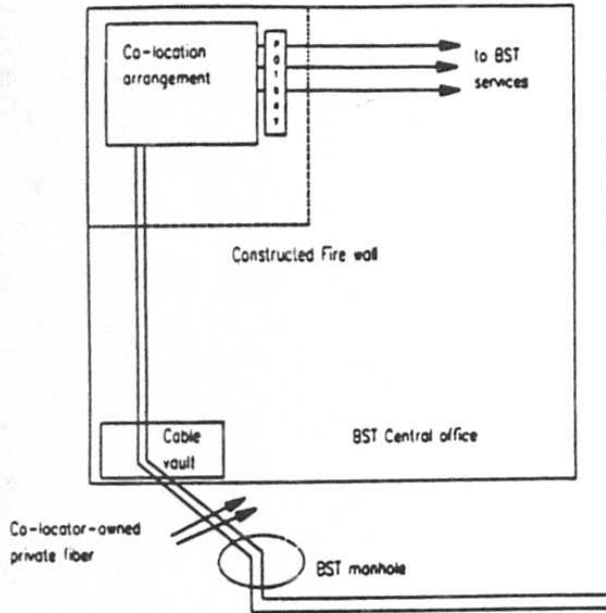 Co-location
arrangement
to BST
services
Constructed Fire wall
Cable
vault
BST Central office
Co-locator-owned
private fiber
BST manhole